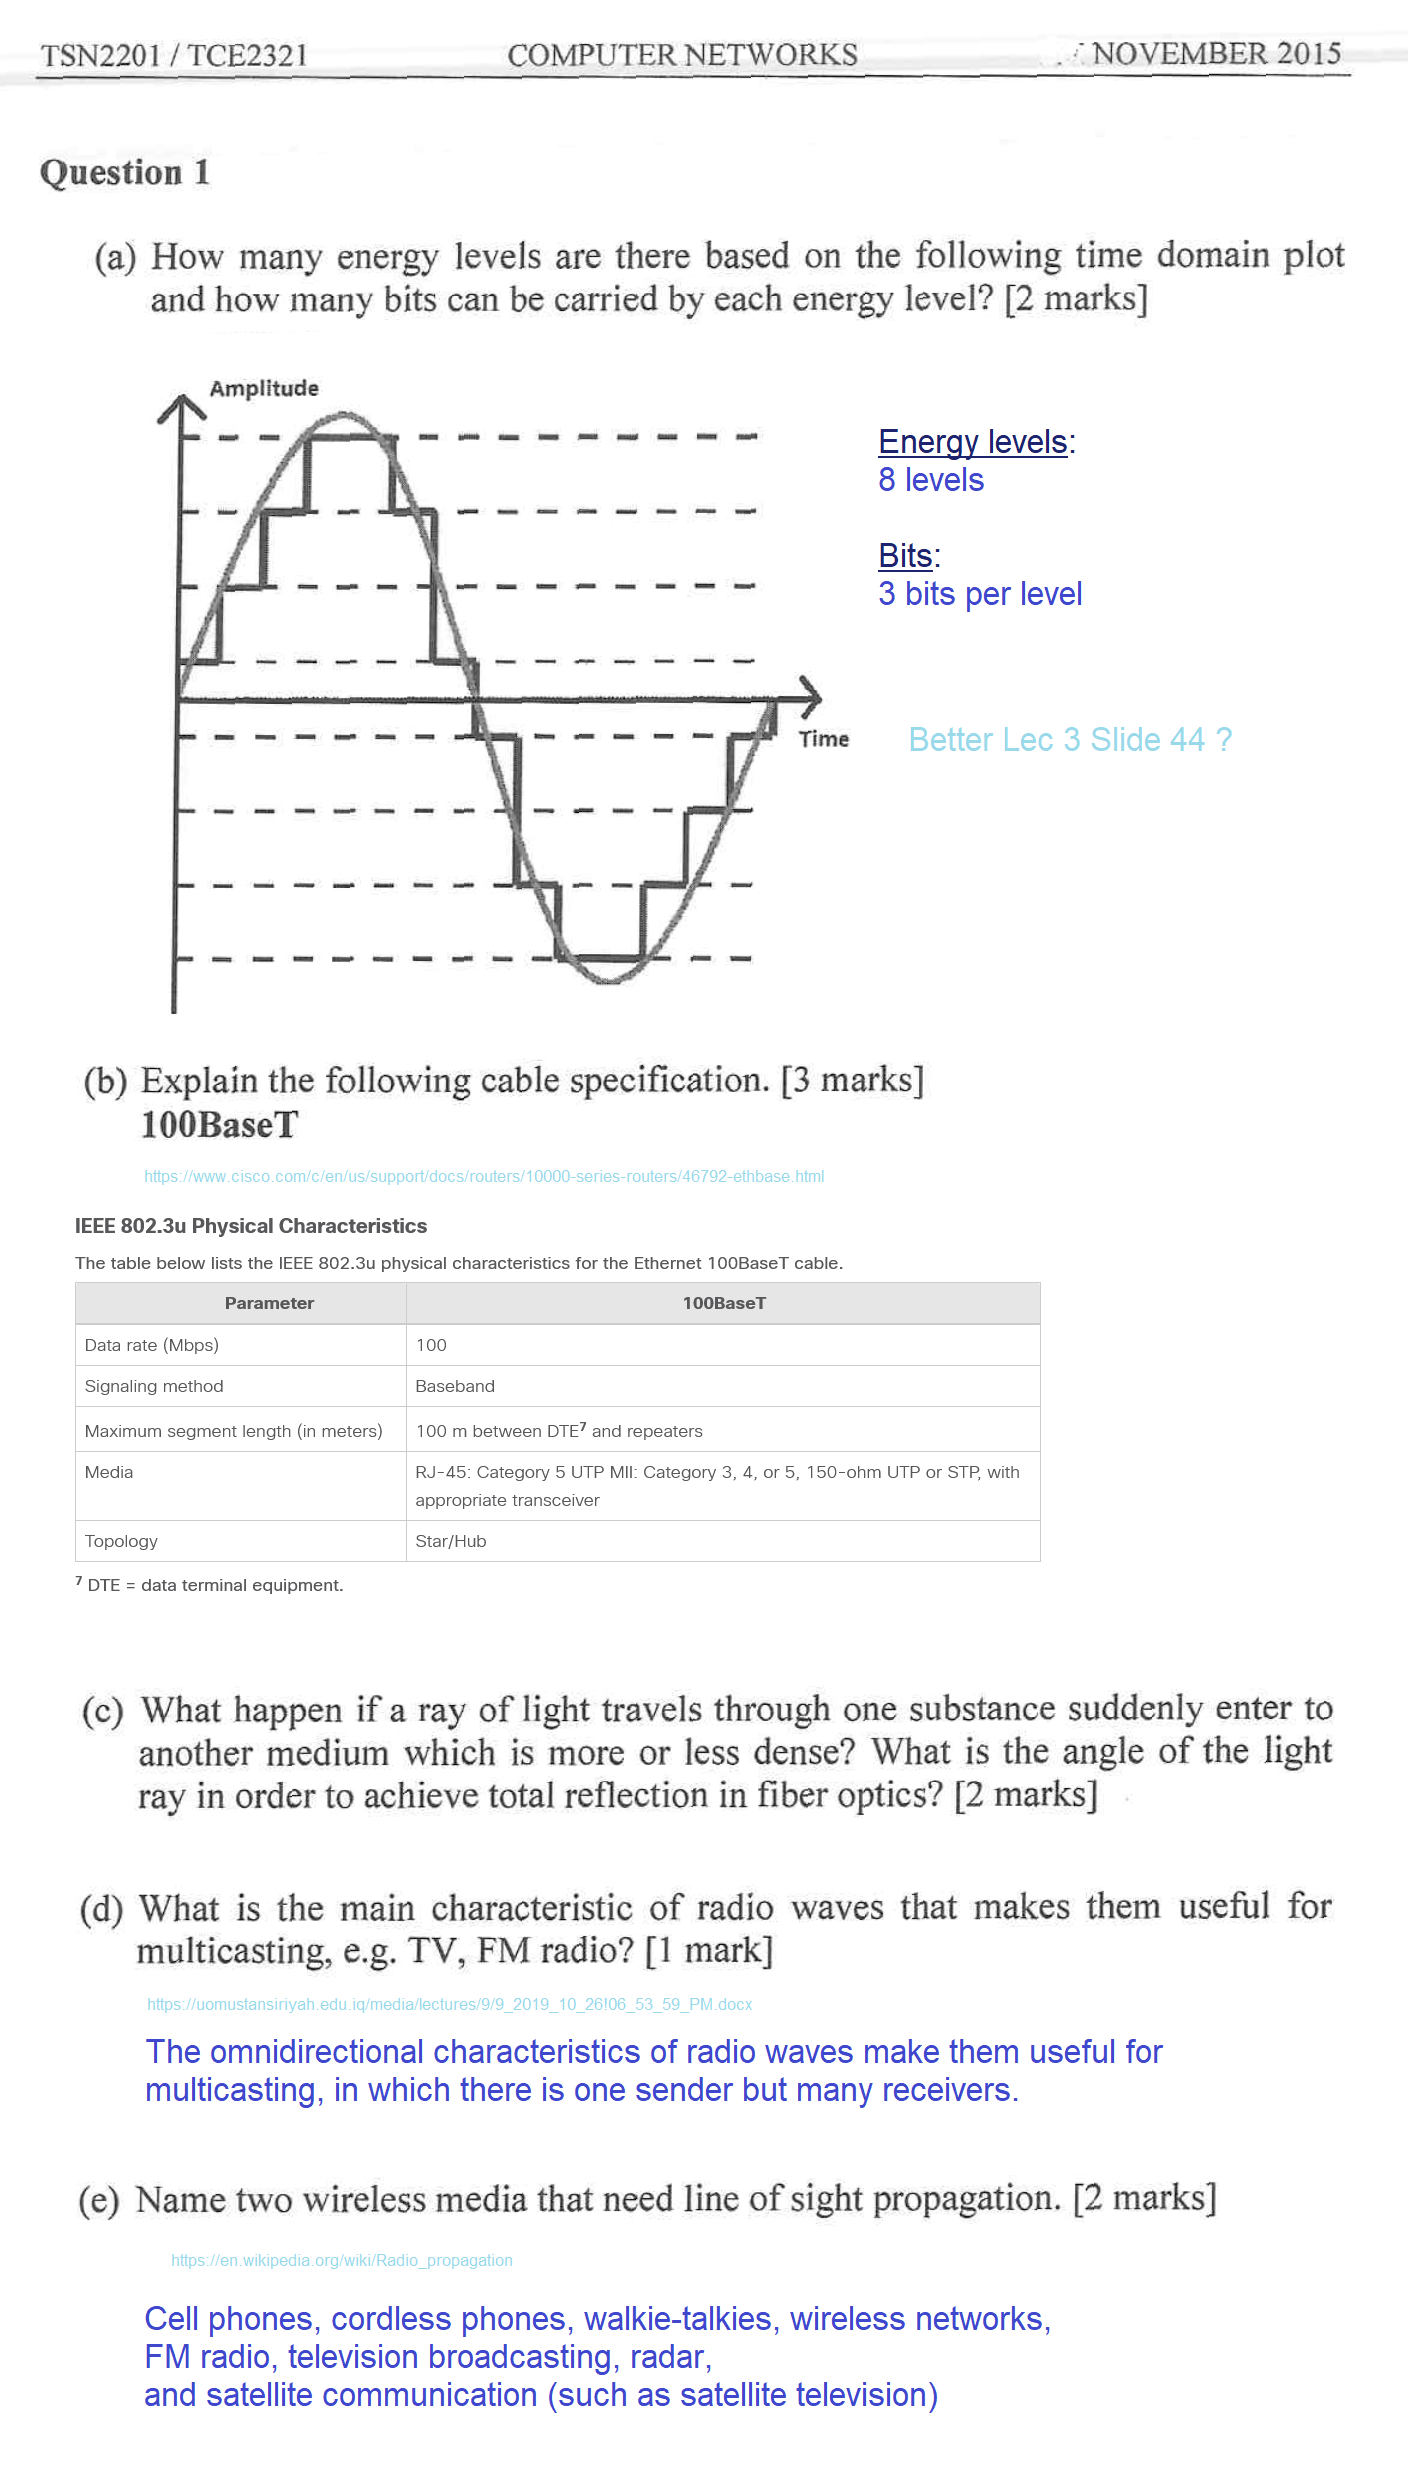 TSN2201 / TCE2321 COMPUTER NETWORKS NOVEMBER 2015
Question 1
(a) How many energy levels are there based on the following time domain plot
and how many bits can be carried by each energy level? [2 marks]
Amplitude
Energy levels:
8 levels
Bits:
3 bits per level
Time
Better Lec 3 Slide 44 ?
(b) Explain the following cable specification. [3 marks]
100BaseT
https://www.cisco.com/c/en/us/support/docs/routers/10000-series-routers/46792-ethbase.html
IEEE 802.3u Physical Characteristics
The table below lists the IEEE 802.3u physical characteristics for the Ethernet 100BaseT cable.
Parameter 100BaseT
Data rate (Mbps) 100
Signaling method Baseband
Maximum segment length (in meters) 100 m between DTE7 and repeaters
Media RJ-45: Category 5 UTP MII: Category 3, 4, or 5, 150-ohm UTP or STP, with
appropriate transceiver
Topology Star/Hub
7 DTE = data terminal equipment.
(c) What happen if a ray of light travels through one substance suddenly enter to
another medium which is more or less dense? What is the angle of the light
ray in order to achieve total reflection in fiber optics? [2 marks]
(d) What is the main characteristic of radio waves that makes them useful for
multicasting, e.g. TV, FM radio? [1 mark]
https://uomustansiriyah.edu.iq/media/lectures/9/9_2019_10_26!06_53_59_PM.docx
The omnidirectional characteristics of radio waves make them useful for
multicasting, in which there is one sender but many receivers.
(e) Name two wireless media that need line of sight propagation. [2 marks]
https://en.wikipedia.org/wiki/Radio_propagation
Cell phones, cordless phones, walkie-talkies, wireless networks,
FM radio, television broadcasting, radar,
and satellite communication (such as satellite television)